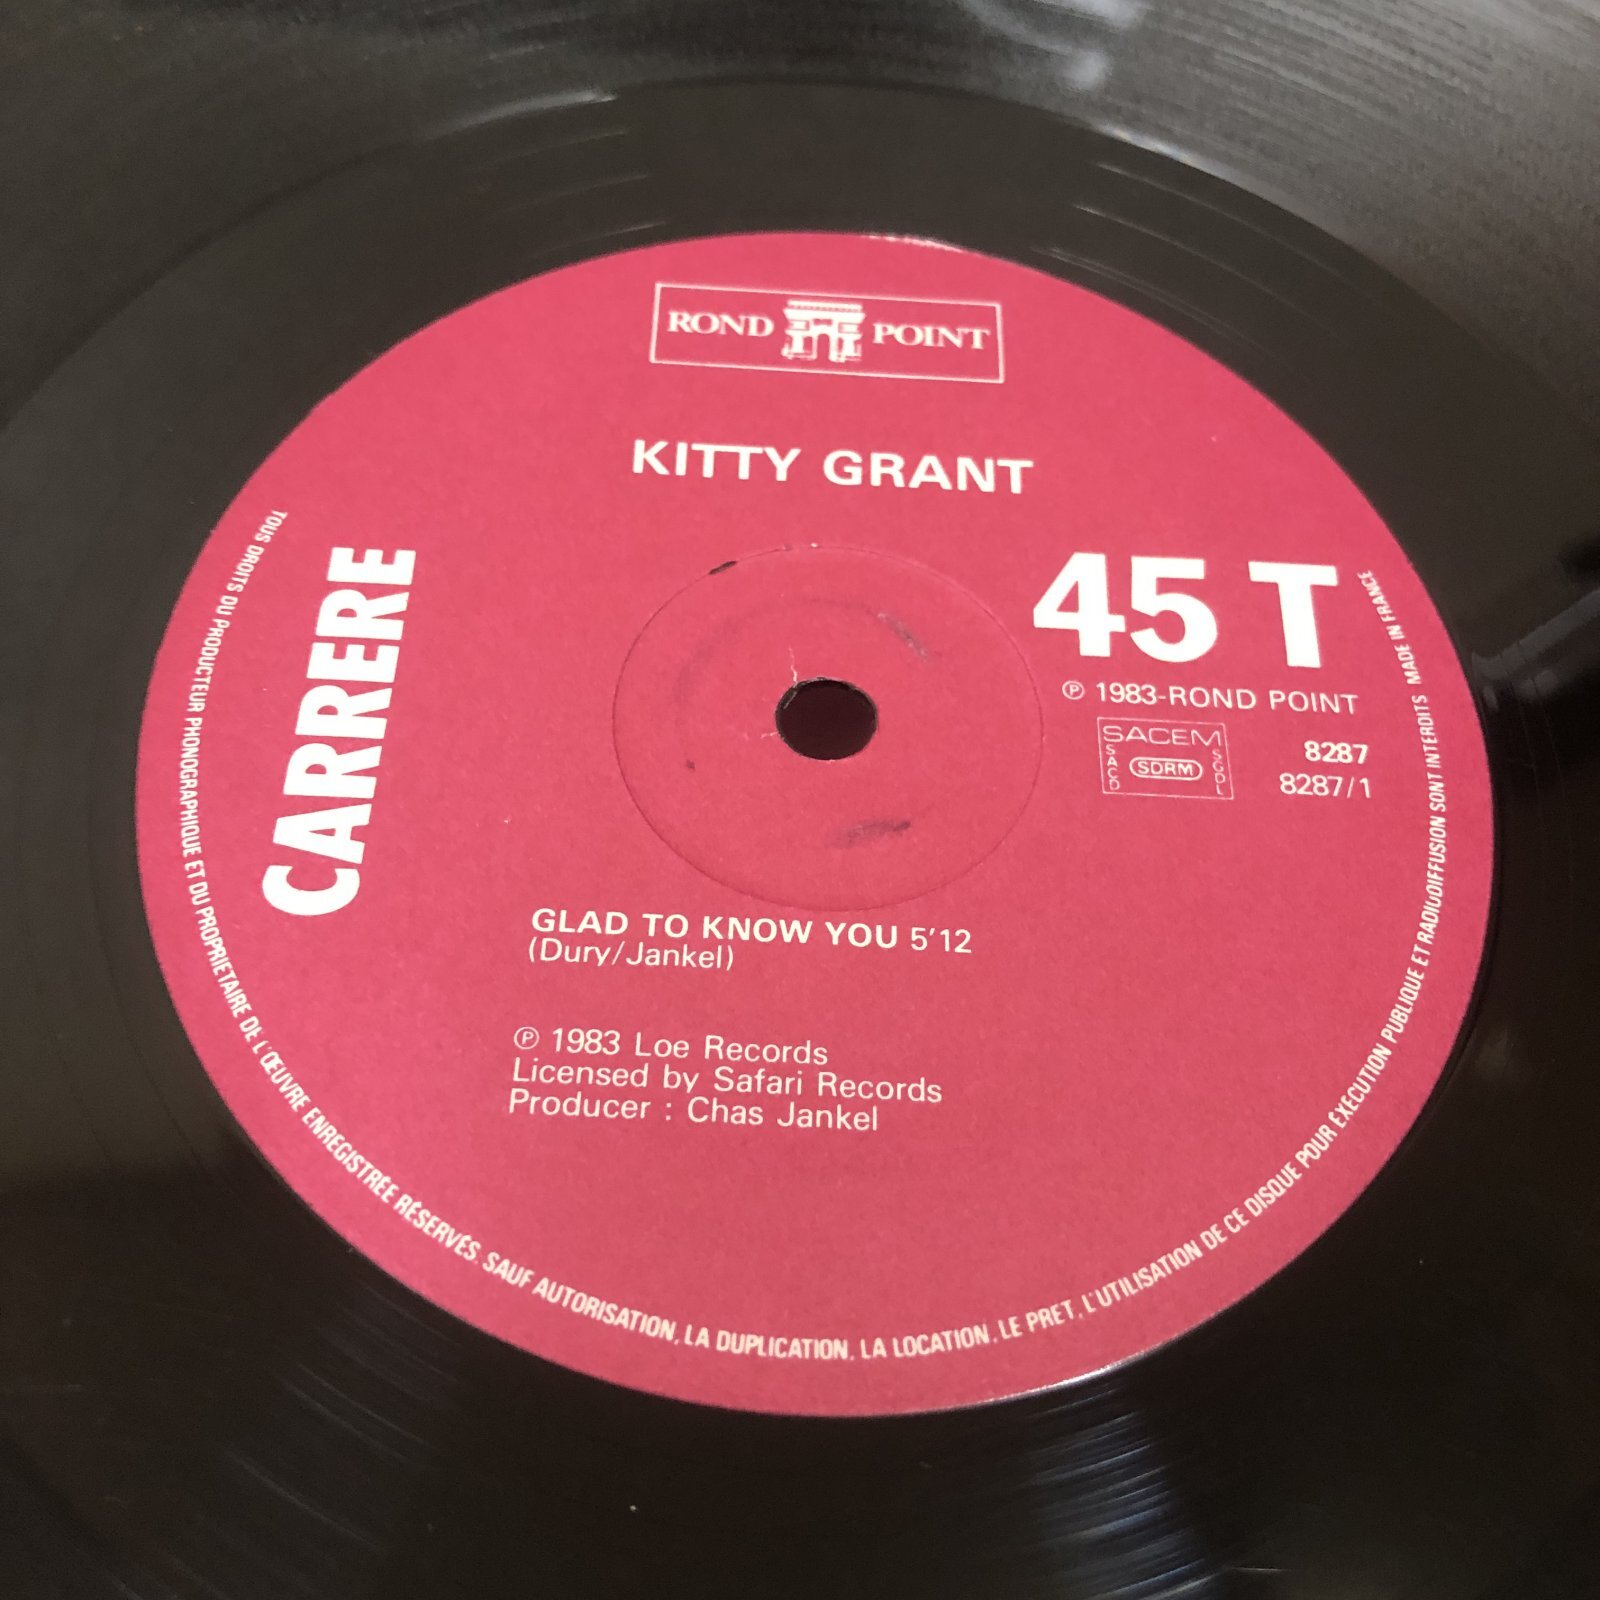 ROND POINT
KITTY GRANT
CARRERE
45 T
℗ 1983-ROND POINT
SACEM
SACD
SDRM
SGDL
8287
8287/1
GLAD TO KNOW YOU 5'12
(Dury/Jankel)
℗ 1983 Loe Records
Licensed by Safari Records
Producer : Chas Jankel
TOUS DROITS DU PRODUCTEUR PHONOGRAPHIQUE ET DU PROPRIETAIRE DE L'ŒUVRE ENREGISTRÉE RÉSERVÉS. SAUF AUTORISATION, LA DUPLICATION, LA LOCATION, LE PRET, L'UTILISATION DE CE DISQUE POUR EXÉCUTION PUBLIQUE ET RADIODIFFUSION SONT INTERDITS MADE IN FRANCE